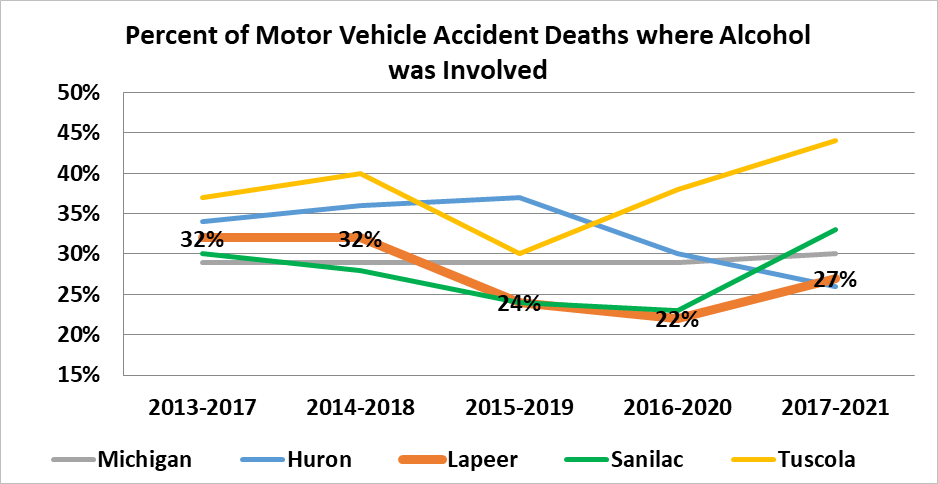 Percent of Motor Vehicle Accident Deaths where Alcohol
was Involved
50%
45%
40%
35%
30%
25%
20%
15%
32%
32%
24%
22%
27%
2013-2017
2014-2018
2015-2019
2016-2020
2017-2021
Michigan
Huron
Lapeer
Sanilac
Tuscola